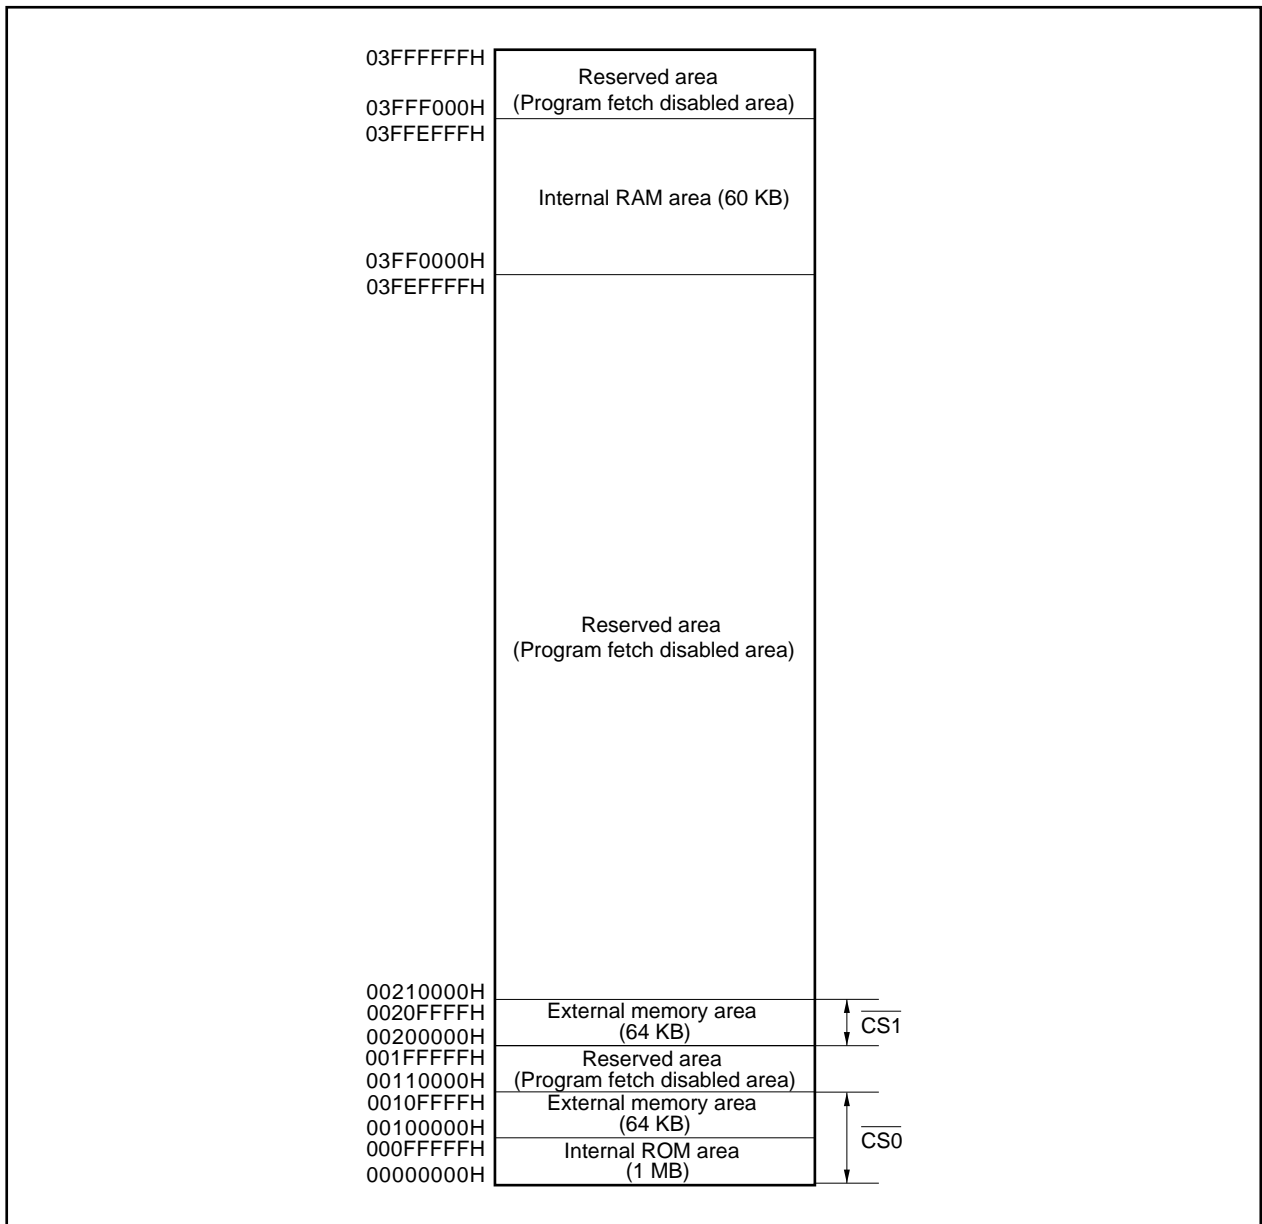 03FFFFFFH
Reserved area
(Program fetch disabled area)
03FFF000H
03FFEFFFH
Internal RAM area (60 KB)
03FF0000H
03FEFFFFH
Reserved area
(Program fetch disabled area)
00210000H
0020FFFFH
External memory area
(64 KB)
CS1
00200000H
001FFFFFH
Reserved area
(Program fetch disabled area)
00110000H
0010FFFFH
External memory area
(64 KB)
00100000H
CS0
000FFFFFH
Internal ROM area
(1 MB)
00000000H